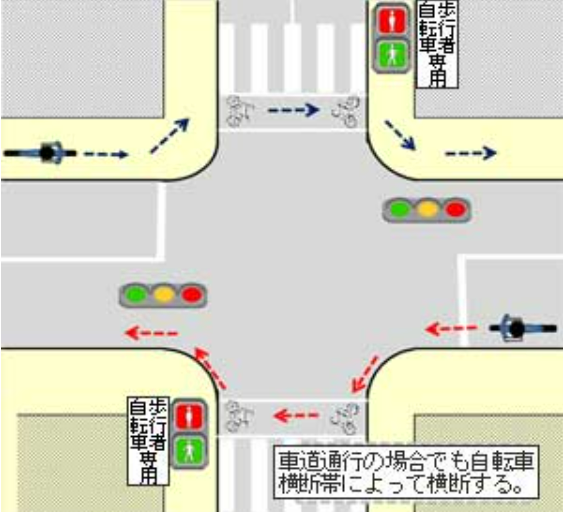 歩行者
自転車
専用
歩行者
自転車
専用
車道通行の場合でも自転車
横断帯によって横断する。